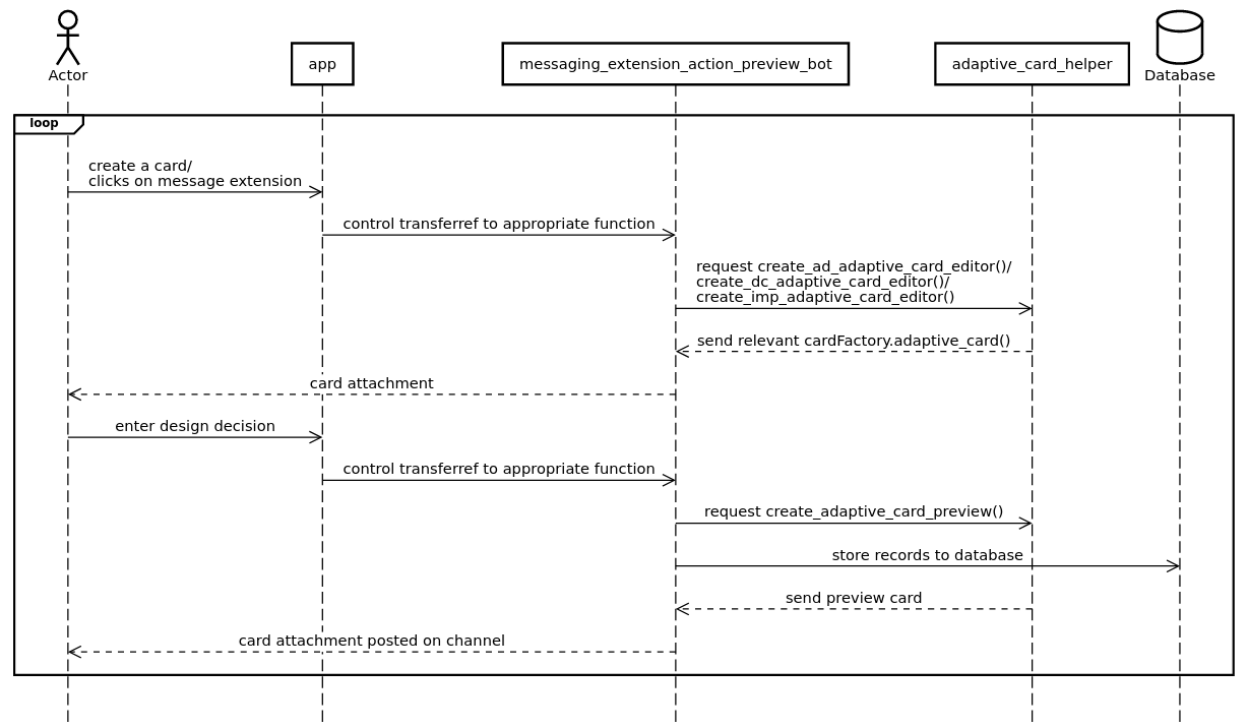 Actor
app
messaging_extension_action_preview_bot
adaptive_card_helper
Database
loop
create a card/
clicks on message extension
control transferref to appropriate function
request create_ad_adaptive_card_editor()/
create_dc_adaptive_card_editor()/
create_imp_adaptive_card_editor()
send relevant cardFactory.adaptive_card()
card attachment
enter design decision
control transferref to appropriate function
request create_adaptive_card_preview()
store records to database
send preview card
card attachment posted on channel